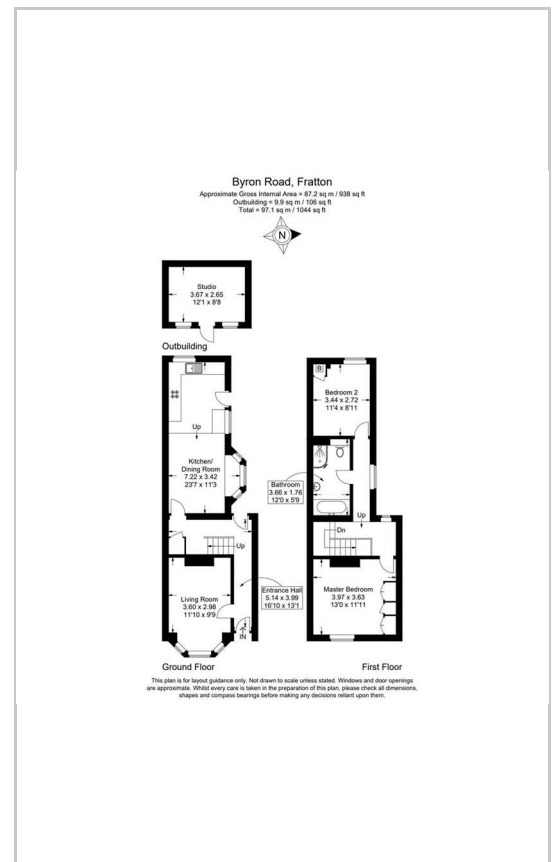 Byron Road, Fratton
Approximate Gross Internal Area = 87.2 sq m / 938 sq ft
Outbuilding = 9.9 sq m / 106 sq ft
Total = 97.1 sq m / 1044 sq ft
N
Studio
3.67 x 2.65
12'1 x 8'8
Outbuilding
Up
Kitchen/
Dining Room
7.22 x 3.42
23'7 x 11'3
Up
Living Room
3.60 x 2.98
11'10 x 9'9
Entrance Hall
5.14 x 3.99
16'10 x 13'1
IN
Ground Floor
B
Bedroom 2
3.44 x 2.72
11'4 x 8'11
Bathroom
3.66 x 1.76
12'0 x 5'9
Up
Dn
Master Bedroom
3.97 x 3.63
13'0 x 11'11
First Floor
This plan is for layout guidance only. Not drawn to scale unless stated. Windows and door openings
are approximate. Whilst every care is taken in the preparation of this plan, please check all dimensions,
shapes and compass bearings before making any decisions reliant upon them.